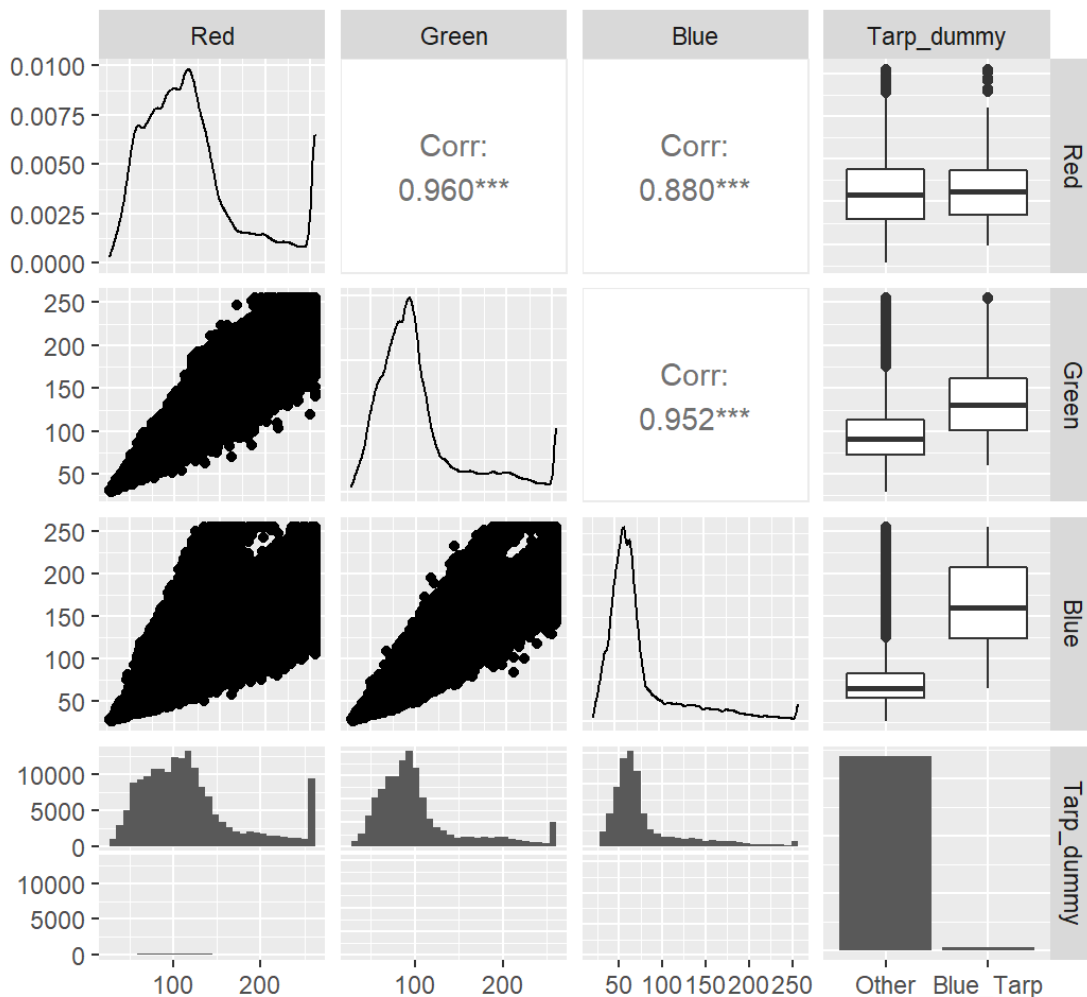 Red
Green
Blue
Tarp_dummy
0.0100
0.0075
0.0050
0.0025
0.0000
Corr:
0.960***
Corr:
0.880***
Red
250
200
150
100
50
Corr:
0.952***
Green
250
200
150
100
50
Blue
10000
5000
0
10000
5000
0
Tarp_dummy
100 200
100 200
50 100 150 200 250
Other Blue Tarp